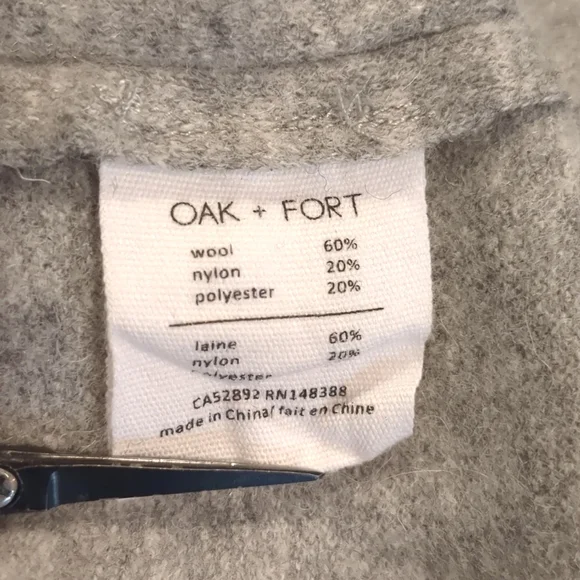 OAK + FORT
wool 60%
nylon 20%
polyester 20%
laine 60%
nylon 20%
CA52892 RN148388
made in China/ fait en Chine